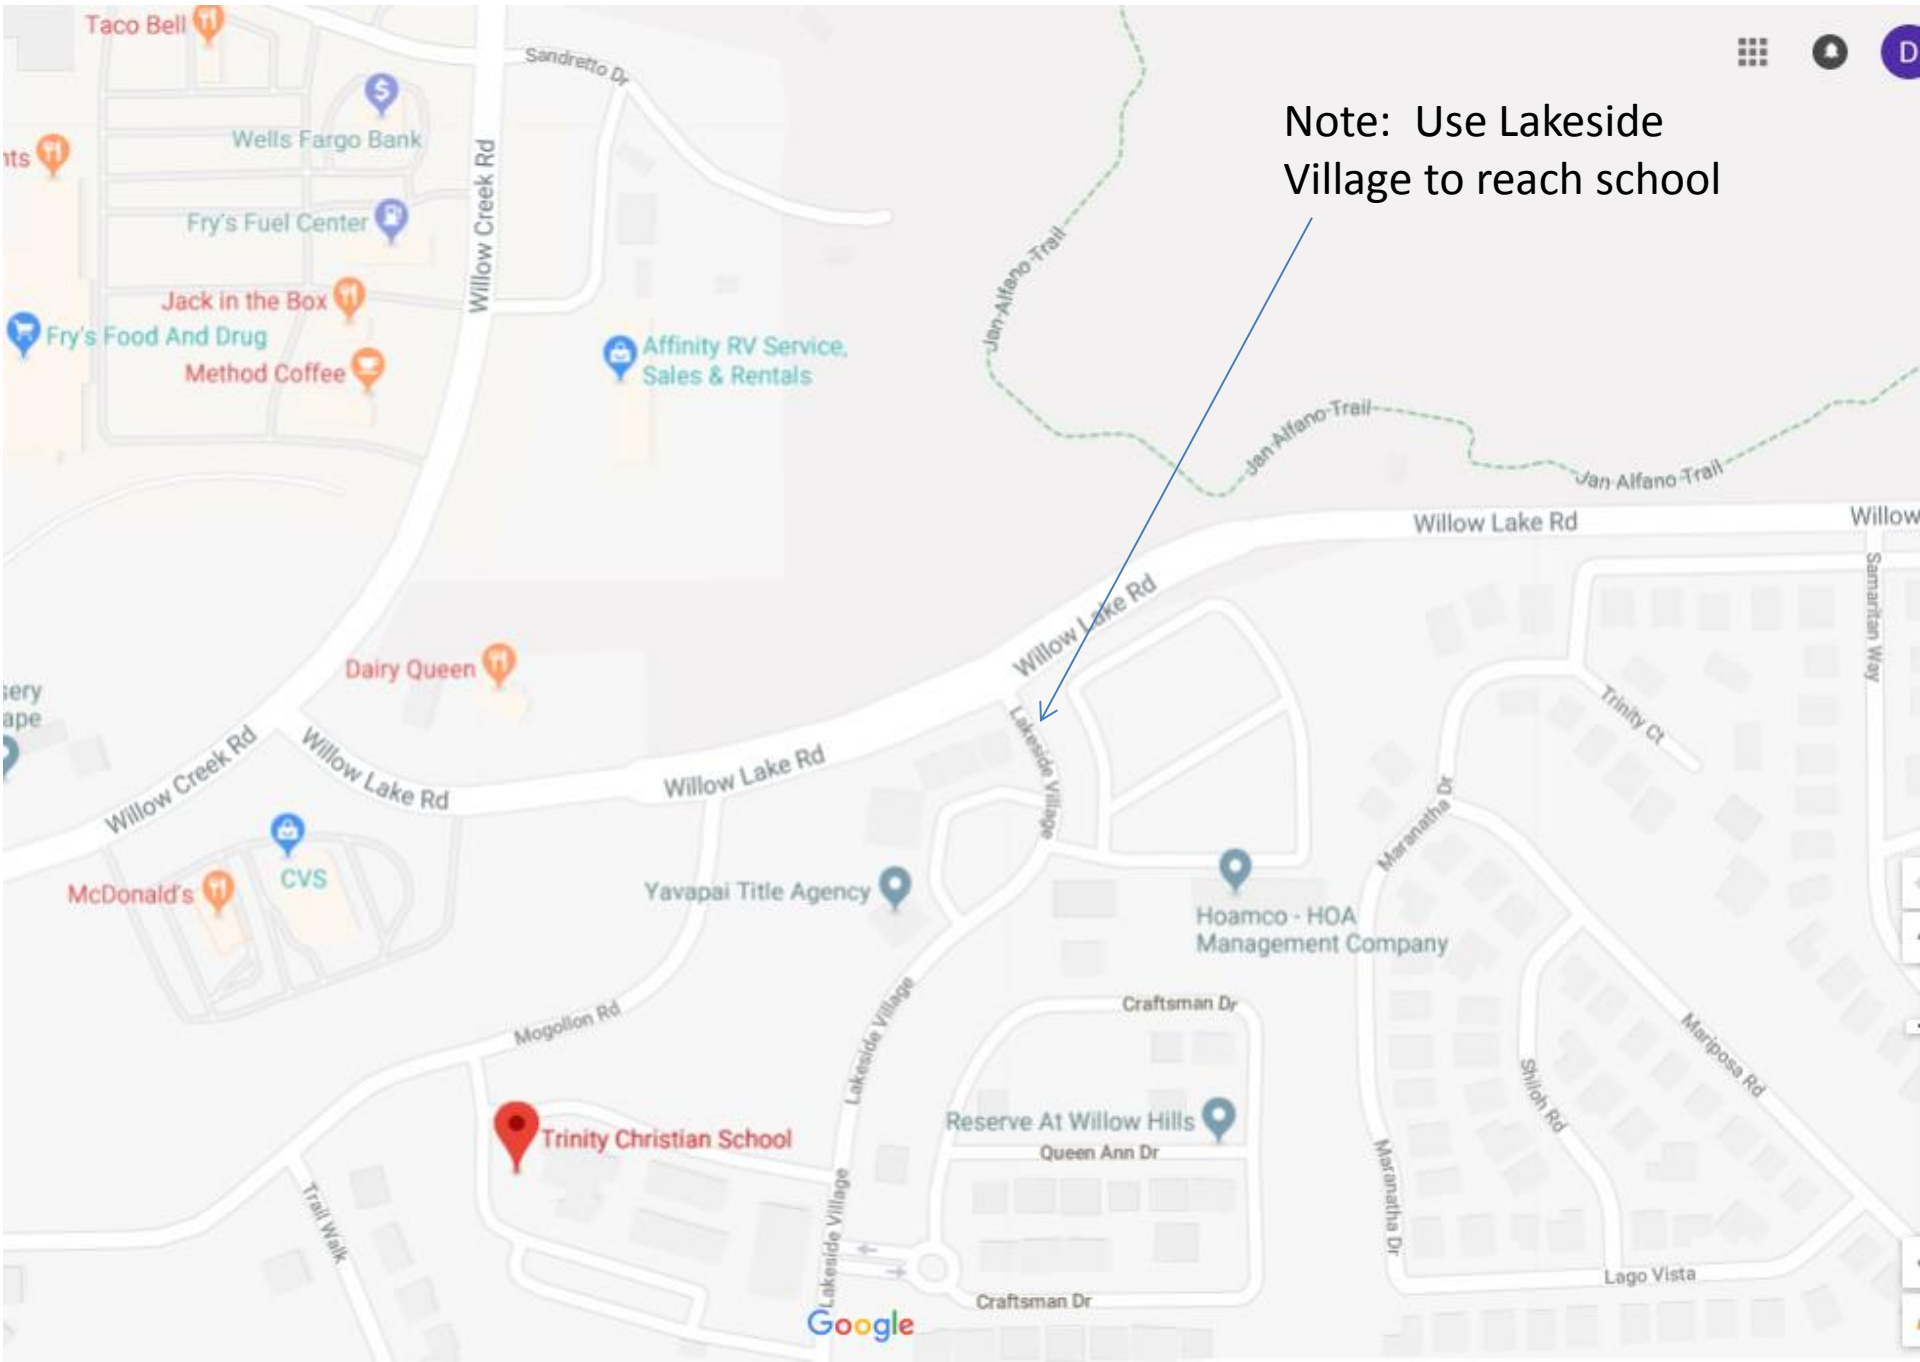 Taco Bell
Sandretto Dr
D
Note: Use Lakeside
Village to reach school
Wells Fargo Bank
nts
Willow Creek Rd
Fry's Fuel Center
Jan Alfano Trail
Jack in the Box
Fry's Food And Drug
Method Coffee
Affinity RV Service,
Sales & Rentals
Jan Alfano Trail
Jan Alfano Trail
Willow Lake Rd
Willow
Samaritan Way
Willow Lake Rd
Dairy Queen
sery
ape
Trinity Ct
Lakeside Village
Willow Creek Rd
Willow Lake Rd
Willow Lake Rd
Maranatha Dr
CVS
McDonald's
Yavapai Title Agency
Hoamco - HOA
Management Company
Craftsman Dr
Mogollon Rd
Lakeside Village
Mariposa Rd
Shiloh Rd
Reserve At Willow Hills
Queen Ann Dr
Trinity Christian School
Trail Walk
Lakeside Village
Maranatha Dr
Lago Vista
Craftsman Dr
Google